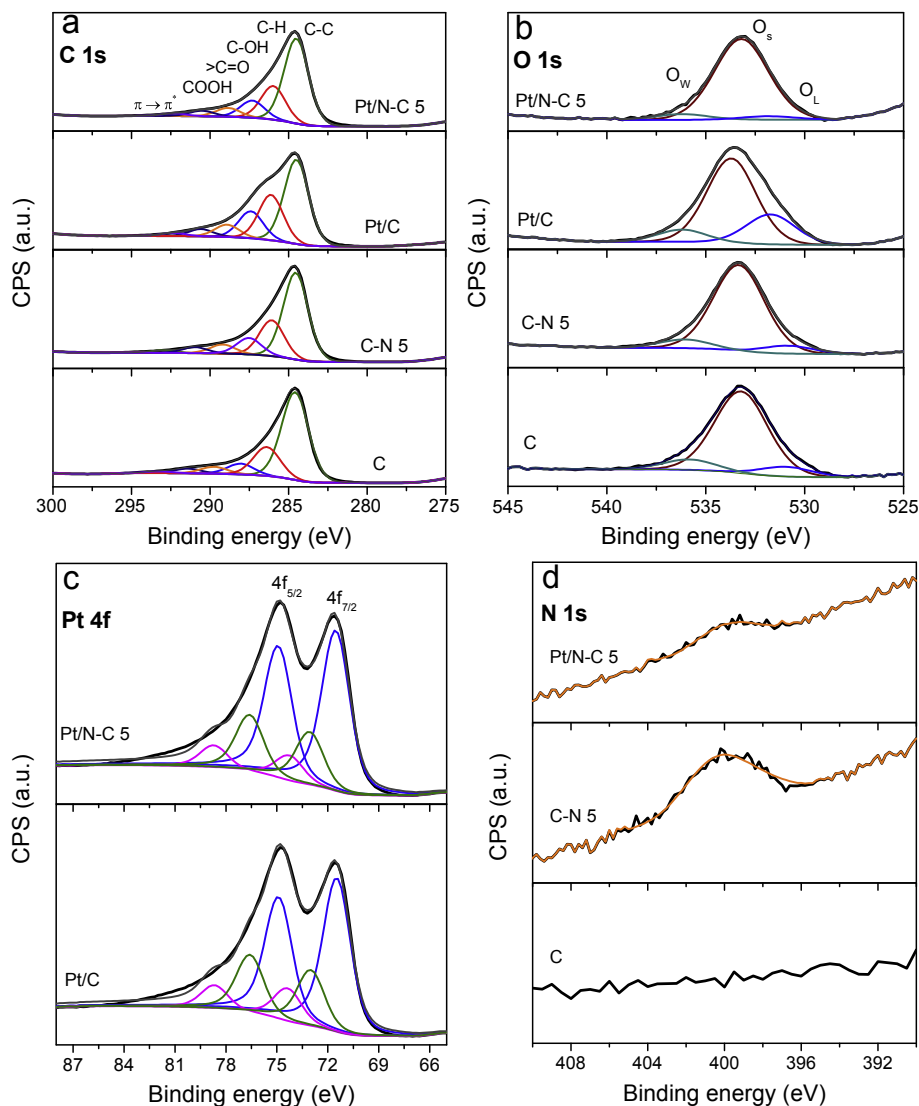 a
C 1s
C-H
C-C
C-OH
>C=O
COOH
π → π*
Pt/N-C 5
Pt/C
C-N 5
C
CPS (a.u.)
300 295 290 285 280 275
Binding energy (eV)
b
O 1s
O_S
O_W
O_L
Pt/N-C 5
Pt/C
C-N 5
C
CPS (a.u.)
545 540 535 530 525
Binding energy (eV)
c
Pt 4f
4f_5/2
4f_7/2
Pt/N-C 5
Pt/C
CPS (a.u.)
87 84 81 78 75 72 69 66
Binding energy (eV)
d
N 1s
Pt/N-C 5
C-N 5
C
CPS (a.u.)
408 404 400 396 392
Binding energy (eV)